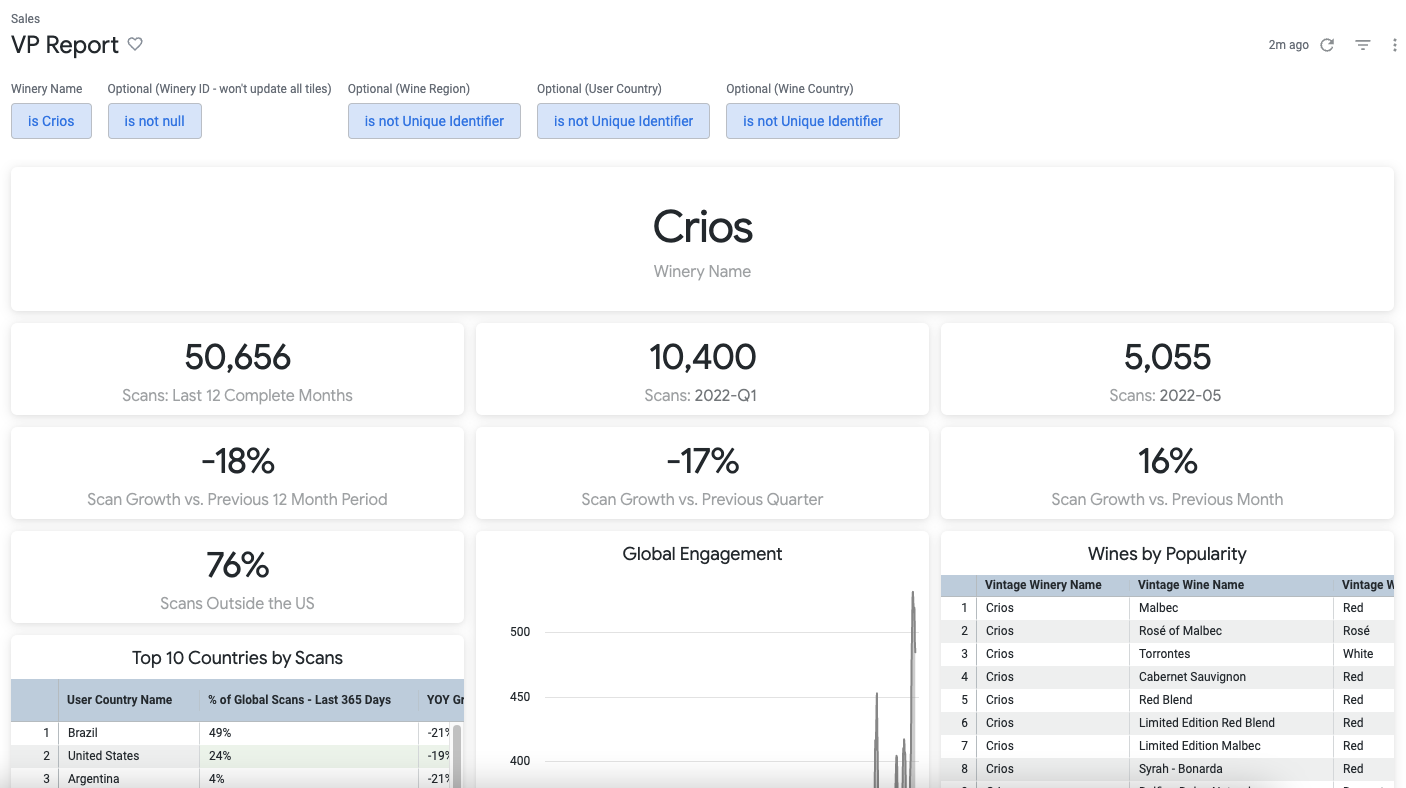 Sales
VP Report
2m ago
Winery Name
Optional (Winery ID - won't update all tiles)
Optional (Wine Region)
Optional (User Country)
Optional (Wine Country)
is Crios
is not null
is not Unique Identifier
is not Unique Identifier
is not Unique Identifier
Crios
Winery Name
50,656
Scans: Last 12 Complete Months
10,400
Scans: 2022-Q1
5,055
Scans: 2022-05
-18%
Scan Growth vs. Previous 12 Month Period
-17%
Scan Growth vs. Previous Quarter
16%
Scan Growth vs. Previous Month
76%
Scans Outside the US
Top 10 Countries by Scans
User Country Name % of Global Scans - Last 365 Days YOY Gr
1 Brazil 49% -21%
2 United States 24% -19%
3 Argentina 4% -21%
Global Engagement
500
450
400
Wines by Popularity
Vintage Winery Name Vintage Wine Name Vintage W
1 Crios Malbec Red
2 Crios Rosé of Malbec Rosé
3 Crios Torrontes White
4 Crios Cabernet Sauvignon Red
5 Crios Red Blend Red
6 Crios Limited Edition Red Blend Red
7 Crios Limited Edition Malbec Red
8 Crios Syrah - Bonarda Red